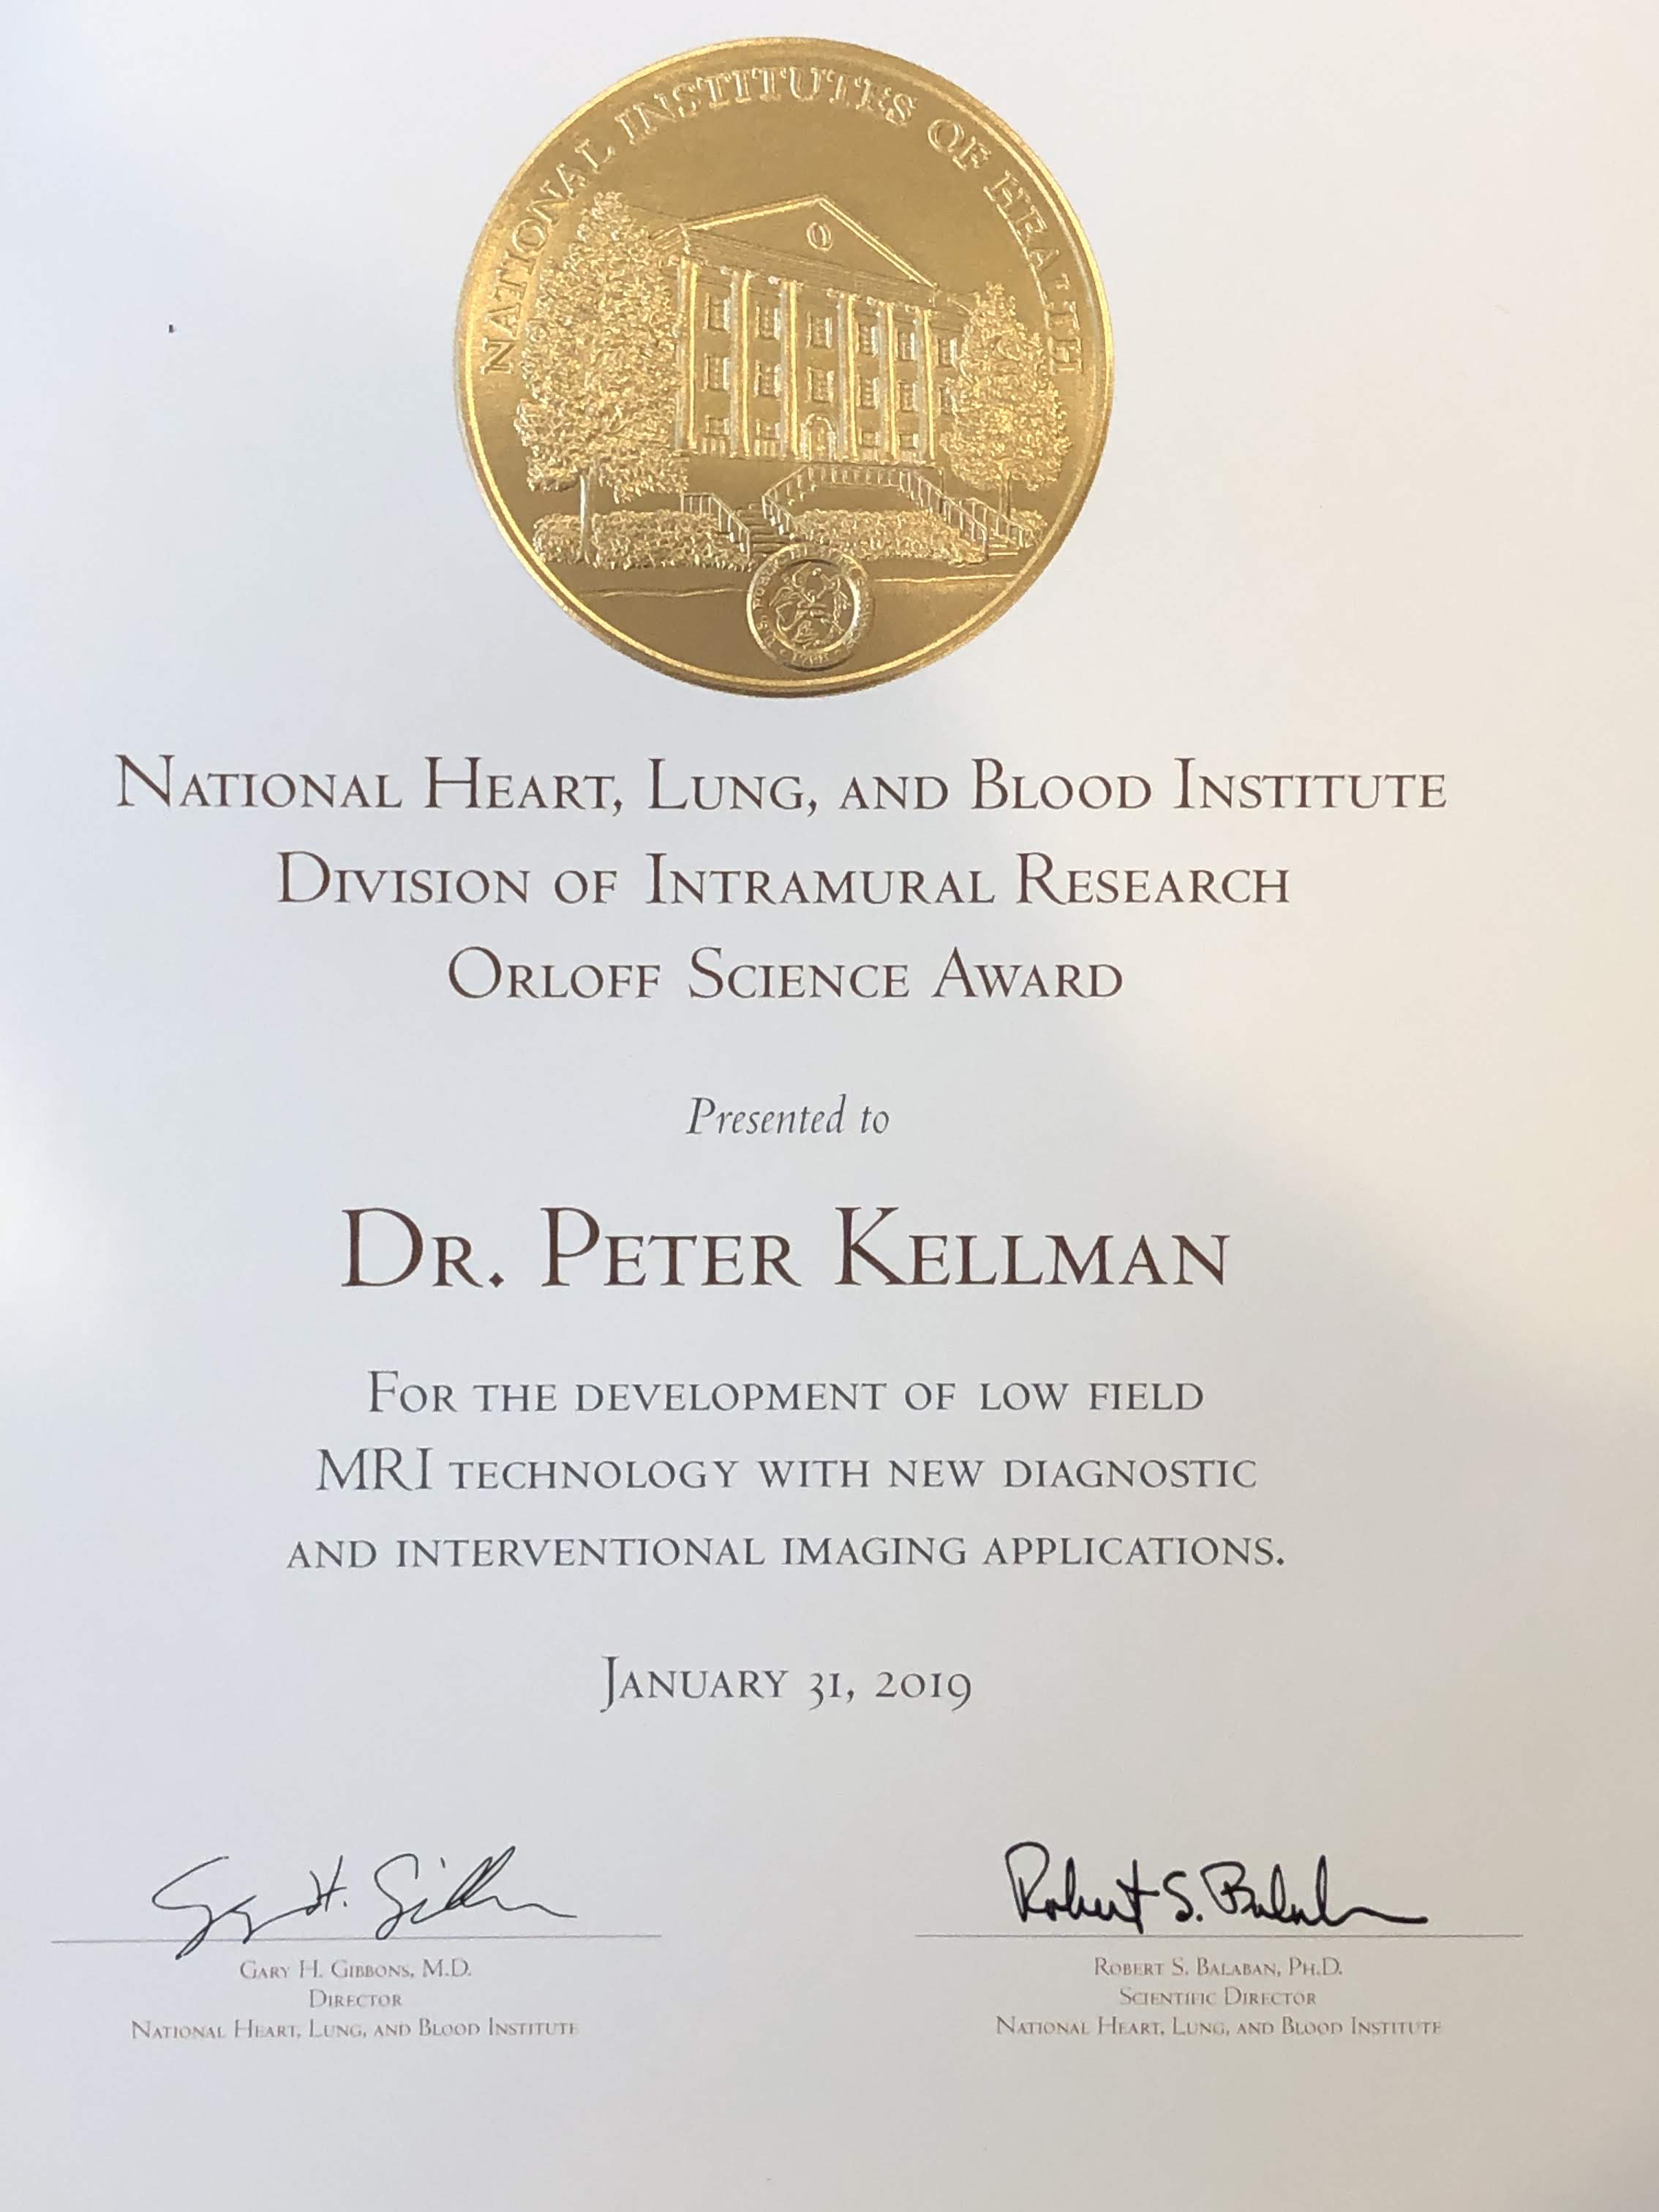 NATIONAL INSTITUTES OF HEALTH
NATIONAL HEART, LUNG, AND BLOOD INSTITUTE
DIVISION OF INTRAMURAL RESEARCH
ORLOFF SCIENCE AWARD
Presented to
DR. PETER KELLMAN
FOR THE DEVELOPMENT OF LOW FIELD
MRI TECHNOLOGY WITH NEW DIAGNOSTIC
AND INTERVENTIONAL IMAGING APPLICATIONS.
JANUARY 31, 2019
Robert S. Balaban
GARY H. GIBBONS, M.D.
DIRECTOR
NATIONAL HEART, LUNG, AND BLOOD INSTITUTE
ROBERT S. BALABAN, PH.D.
SCIENTIFIC DIRECTOR
NATIONAL HEART, LUNG, AND BLOOD INSTITUTE